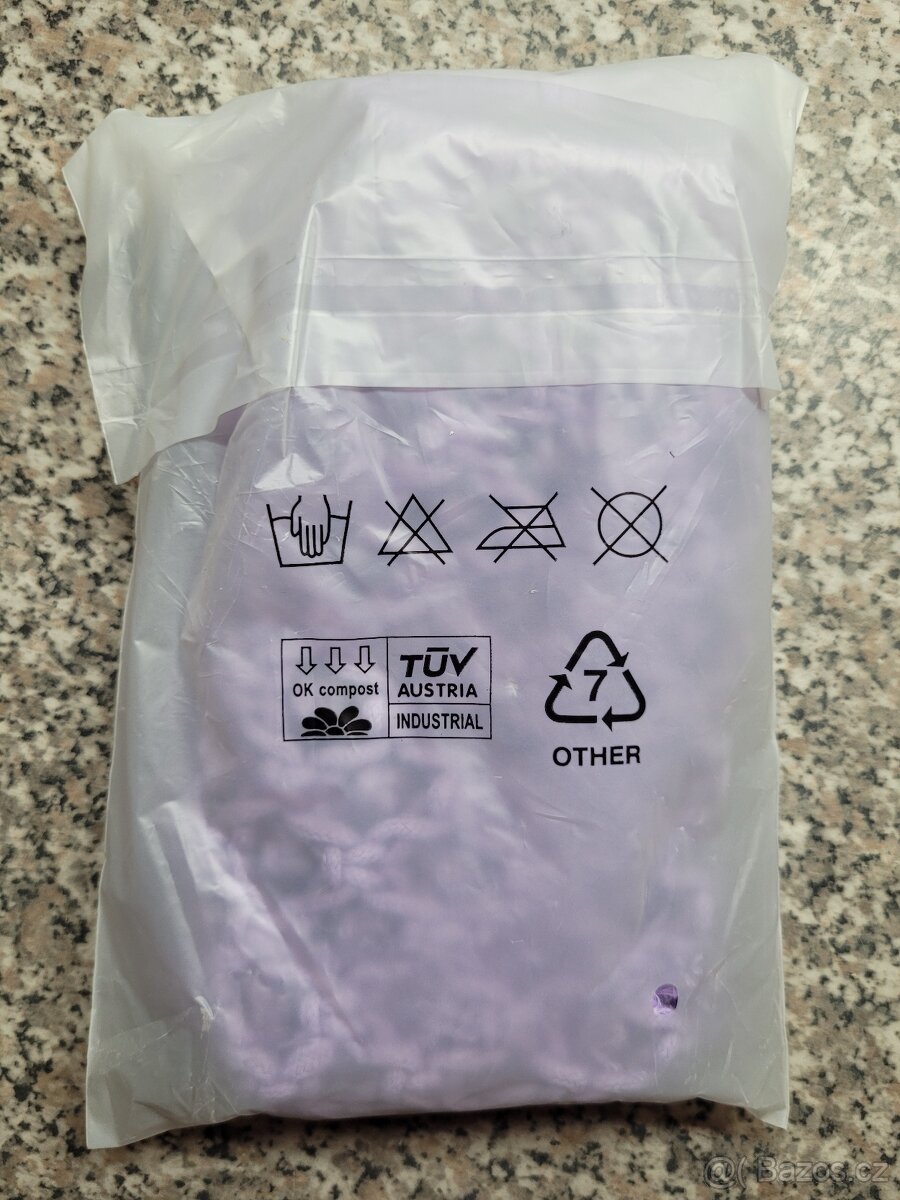 OK compost
TÜV
AUSTRIA
INDUSTRIAL
7
OTHER
@( Bazos.cz